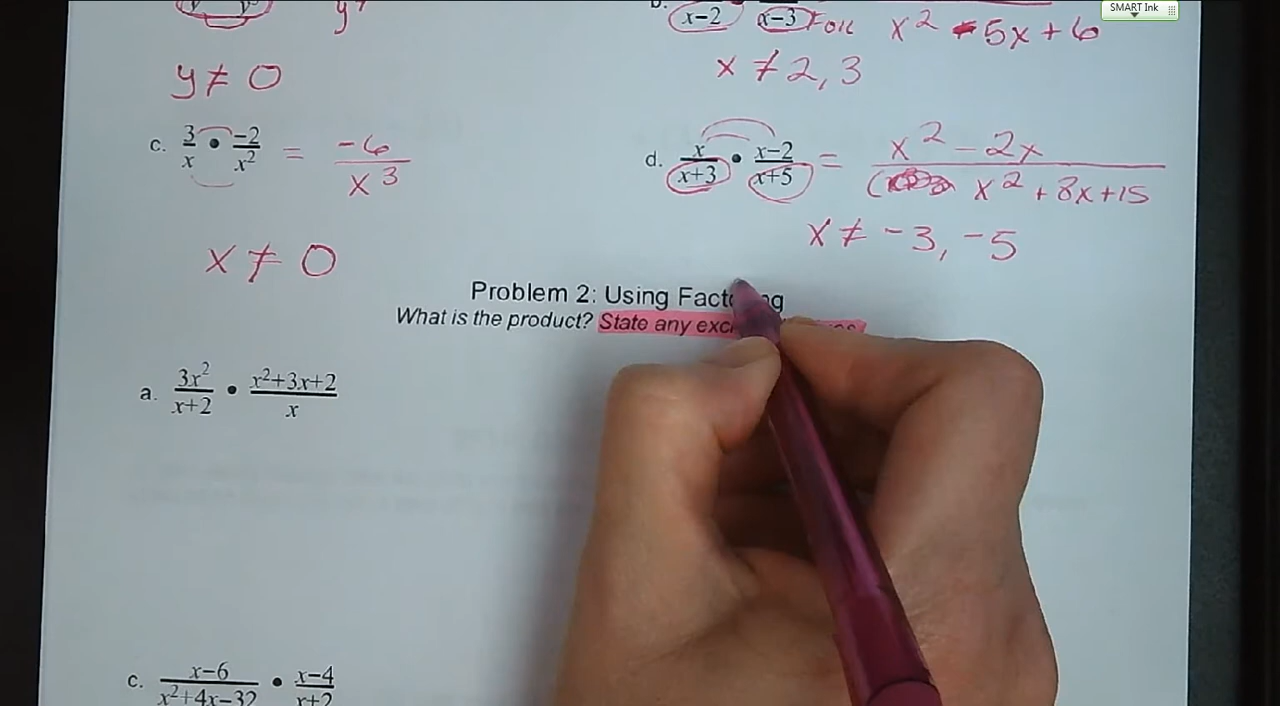 SMART Ink
x-2 x-3 Foil x² -5x+6
y≠0
x≠2,3
c. 3/x • -2/x² = -6/x³
d. x/x+3 • x-2/x+5 = x²-2x/x²+8x+15
x≠0
x≠-3,-5
Problem 2: Using
What is the product? State any
a. 3x²/x+2 • x²+3x+2/x
c. x-6/x²+4x-32 • x-4/x+2